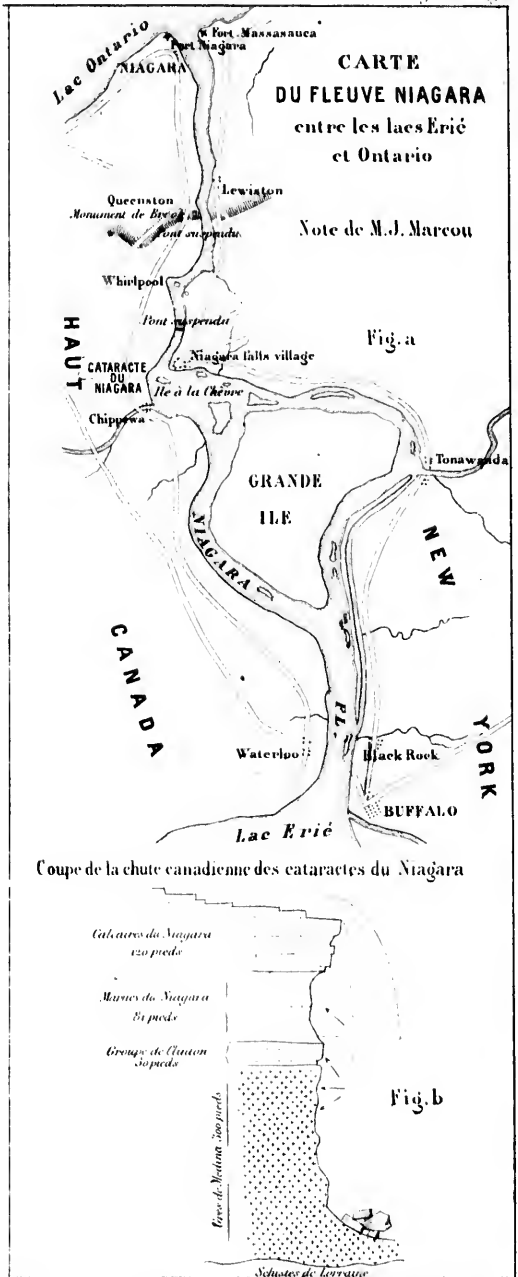 Lac Ontario
Fort Massasauca
Fort Niagara
NIAGARA
CARTE
DU FLEUVE NIAGARA
entre les lacs Erié
et Ontario
Lewiston
Queenston
Monument de
Pont suspendu
Note de M.J. Marcou
Whirlpool
Pont suspendu
Fig.a
Niagara falls village
HAUT
CATARACTE
DU
NIAGARA
Ile à la Chèvre
Chippewa
Tonawanda
GRANDE
ILE
NIAGARA
NEW
CANADA
FL.
YORK
Waterloo
Black Rock
BUFFALO
Lac Erié
Coupe de la chute canadienne des cataractes du Niagara
Calcaires du Niagara
120 pieds
Marnes du Niagara
81 pieds
Groupe de Clinton
30 pieds
Fig.b
de Medina 300 pieds
Schistes de Lorraine